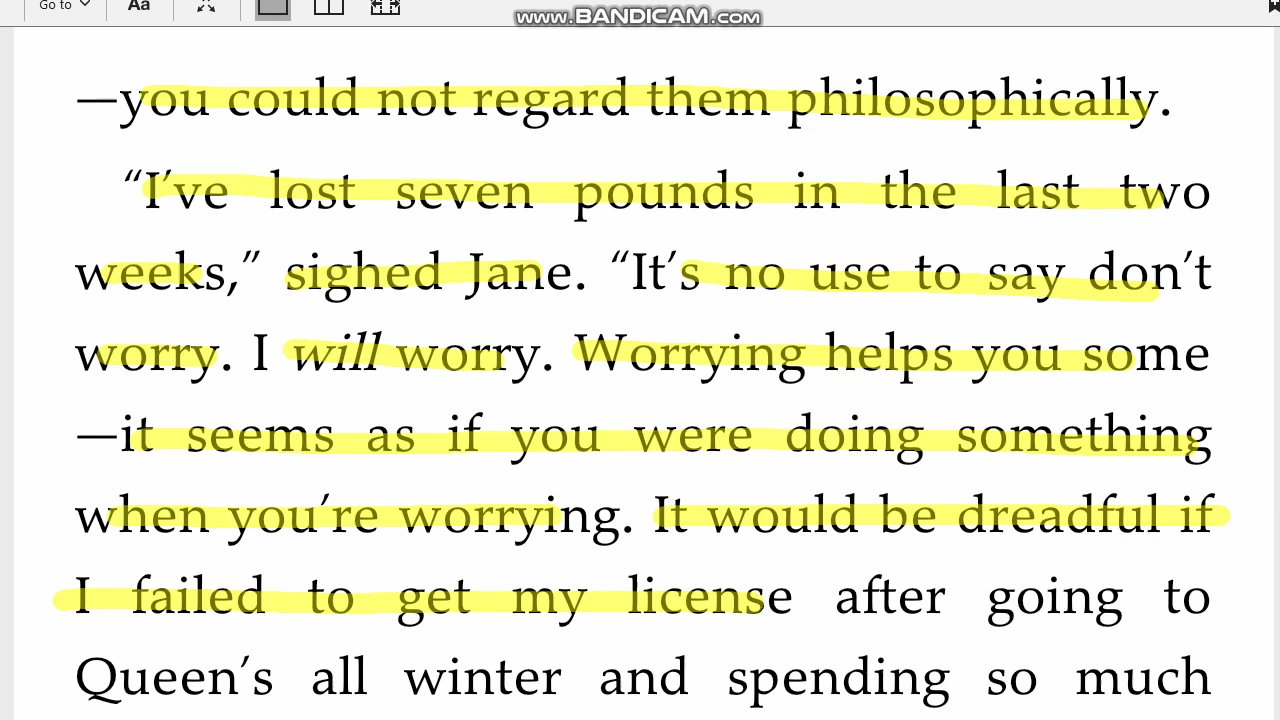 Go to Aa
www.BANDICAM.com
—you could not regard them philosophically.
“I’ve lost seven pounds in the last two
weeks,” sighed Jane. “It’s no use to say don’t
worry. I will worry. Worrying helps you some
—it seems as if you were doing something
when you’re worrying. It would be dreadful if
I failed to get my license after going to
Queen’s all winter and spending so much